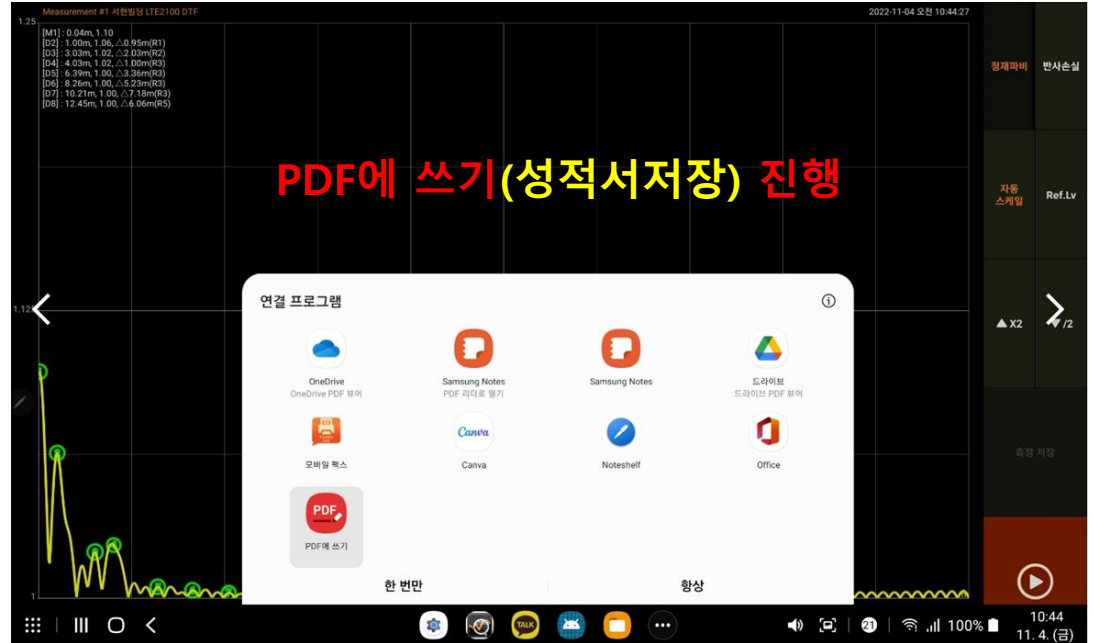 Measurement #1 서현빌딩 LTE2100 DTF
2022-11-04 오전 10:44:27
1.25
[M1] : 0.04m, 1.10
[D2] : 1.00m, 1.06, △0.95m(R1)
[D3] : 3.03m, 1.02, △2.03m(R2)
[D4] : 4.03m, 1.02, △1.00m(R3)
[D5] : 6.39m, 1.00, △3.36m(R3)
[D6] : 8.26m, 1.00, △5.23m(R3)
[D7] : 10.21m, 1.00, △7.18m(R3)
[D8] : 12.45m, 1.00, △6.06m(R5)
정재파비 반사손실
PDF에 쓰기(성적서저장) 진행
자동
스케일
Ref.Lv
연결 프로그램
1.125
▲ X2 ▼ /2
OneDrive
OneDrive PDF 뷰어
Samsung Notes
PDF 리더로 열기
Samsung Notes
드라이브
드라이브 PDF 뷰어
모바일 팩스
Canva
Canva
Noteshelf
Office
측정 저장
PDF
PDF에 쓰기
한 번만 항상
1
TALK
21
100%
10:44
11. 4. (금)